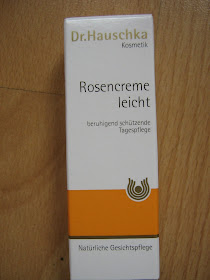 Dr.Hauschka
Kosmetik
Rosencreme
leicht
beruhigend schützende
Tagespflege
Natürliche Gesichtspflege